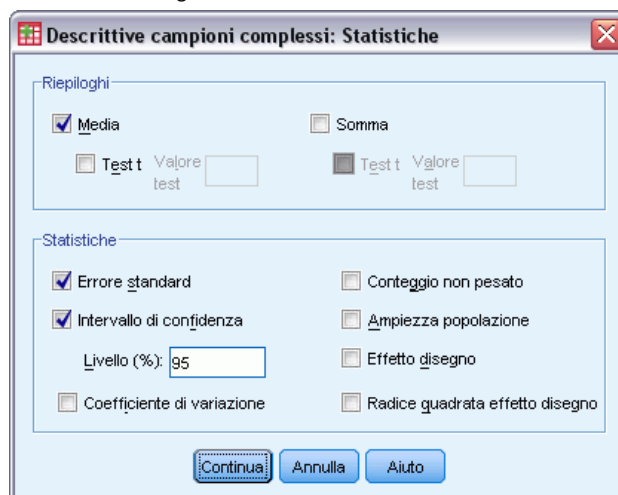 Descrittive campioni complessi: Statistiche
Riepiloghi
Media
Somma
Test t Valore test
Test t Valore test
Statistiche
Errore standard
Conteggio non pesato
Intervallo di confidenza
Ampiezza popolazione
Livello (%): 95
Effetto disegno
Coefficiente di variazione
Radice quadrata effetto disegno
Continua Annulla Aiuto